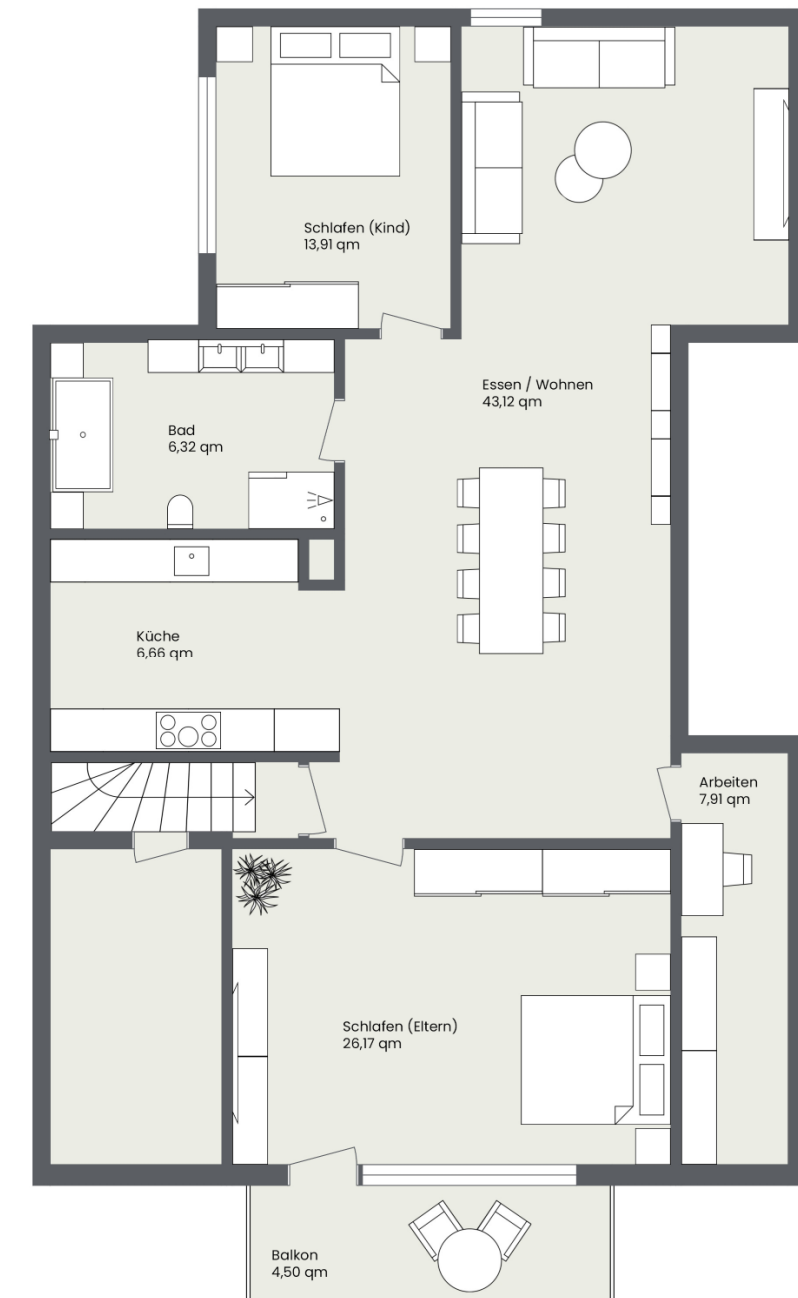 Schlafen (Kind)
13,91 qm
Essen / Wohnen
43,12 qm
Bad
6,32 qm
Küche
6,66 qm
Arbeiten
7,91 qm
Schlafen (Eltern)
26,17 qm
Balkon
4,50 qm